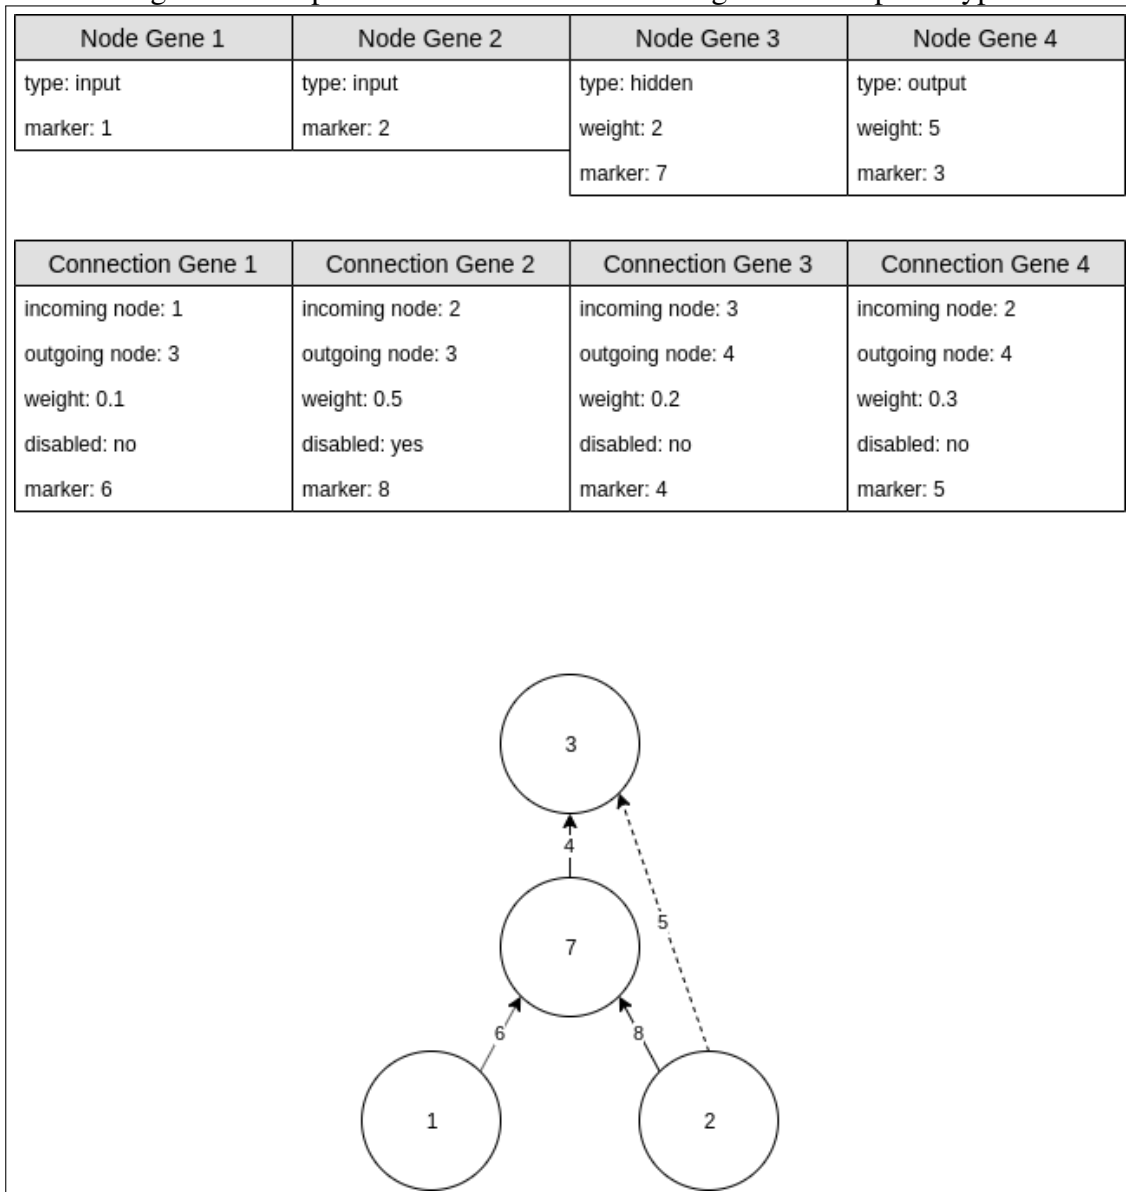 Node Gene 1 Node Gene 2 Node Gene 3 Node Gene 4
type: input type: input type: hidden type: output
marker: 1 marker: 2 weight: 2 weight: 5
marker: 7 marker: 3
Connection Gene 1 Connection Gene 2 Connection Gene 3 Connection Gene 4
incoming node: 1 incoming node: 2 incoming node: 3 incoming node: 2
outgoing node: 3 outgoing node: 3 outgoing node: 4 outgoing node: 4
weight: 0.1 weight: 0.5 weight: 0.2 weight: 0.3
disabled: no disabled: yes disabled: no disabled: no
marker: 6 marker: 8 marker: 4 marker: 5
3
4
5
7
6 8
1 2